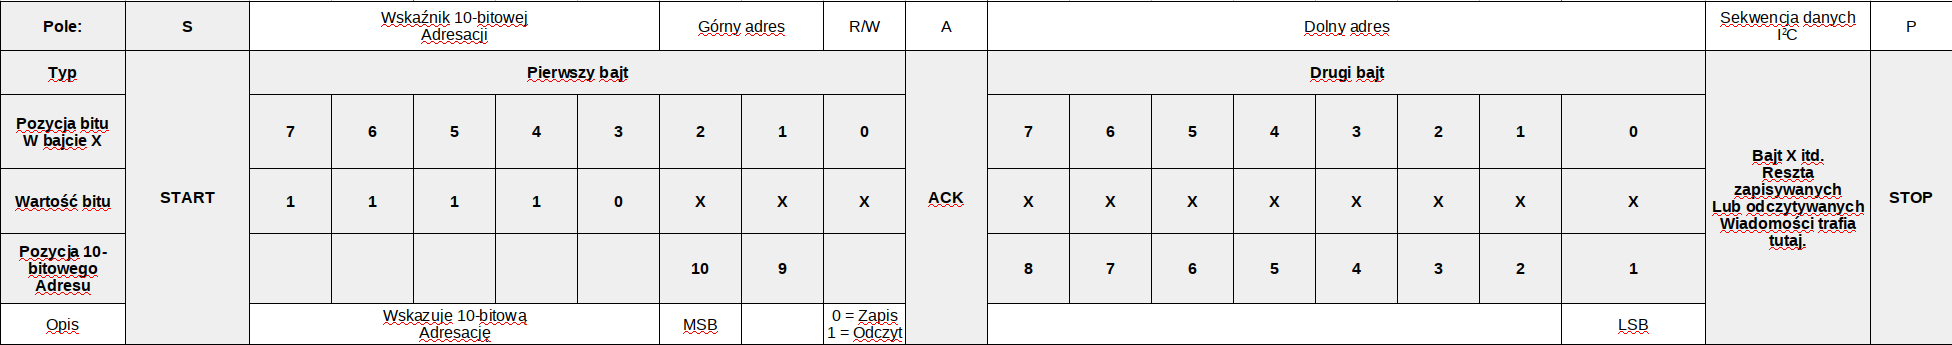 Pole: S Wskaźnik 10-bitowej Górny adres R/W A Dolny adres Sekwencja danych P
Adresacji I²C
Typ START Pierwszy bajt ACK Drugi bajt Bajt X itd. STOP
Reszta
zapisywanych
Lub odczytywanych
Wiadomości trafia
tutaj.
Pozycja bitu 7 6 5 4 3 2 1 0 7 6 5 4 3 2 1 0
W bajcie X
Wartość bitu 1 1 1 1 0 X X X X X X X X X X X
Pozycja 10- 10 9 8 7 6 5 4 3 2 1
bitowego
Adresu
Opis Wskazuje 10-bitową MSB 0 = Zapis LSB
Adresację 1 = Odczyt